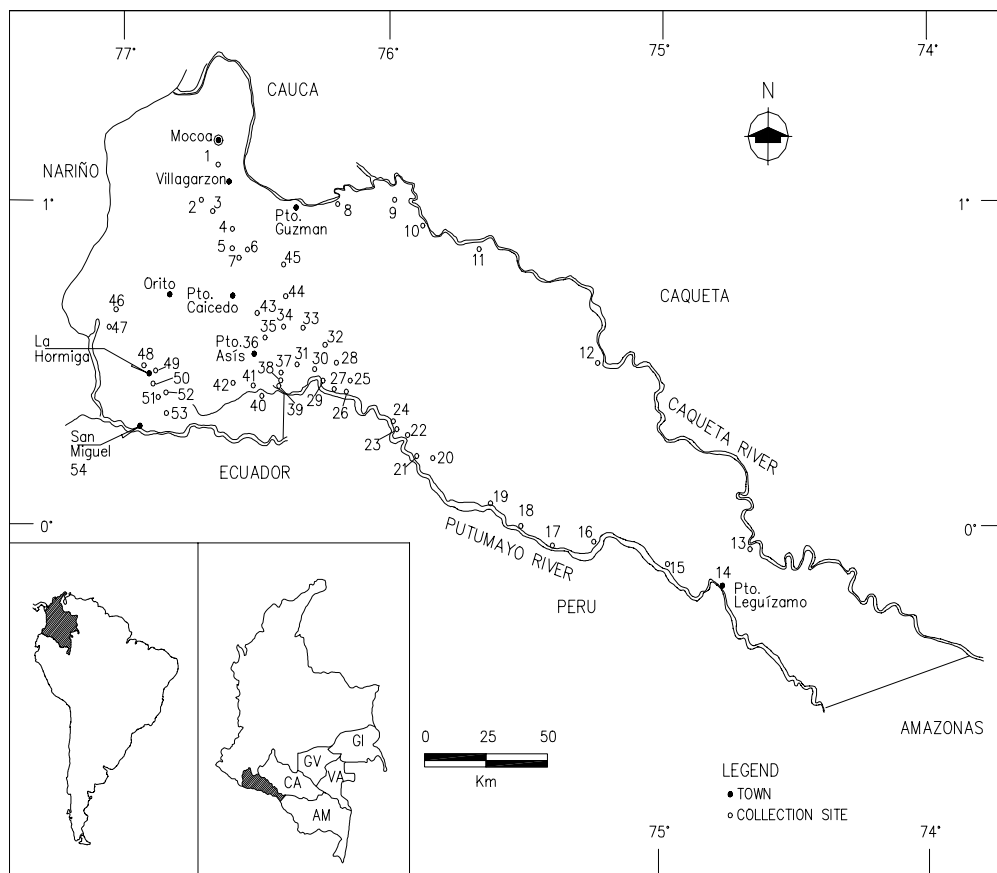 77°
76°
75°
74°
CAUCA
N
Mocoa
1
NARIÑO
Villagarzon
1°
1°
2
3
Pto.
Guzman
8
9
4
10
5
6
7
11
45
Orito
Pto.
Caicedo
44
CAQUETA
46
43
34
33
47
35
La
Hormiga
Pto.
Asís
36
32
48
49
38
37
31
30
28
12
50
42
41
29
27
25
51
52
40
39
26
53
24
CAQUETA RIVER
San
Miguel
54
23
22
21
20
ECUADOR
19
18
0°
0°
PUTUMAYO RIVER
17
16
13
15
14
Pto.
Leguízamo
PERU
AMAZONAS
0
25
50
Km
GI
GV
VA
CA
AM
LEGEND
TOWN
COLLECTION SITE
75°
74°